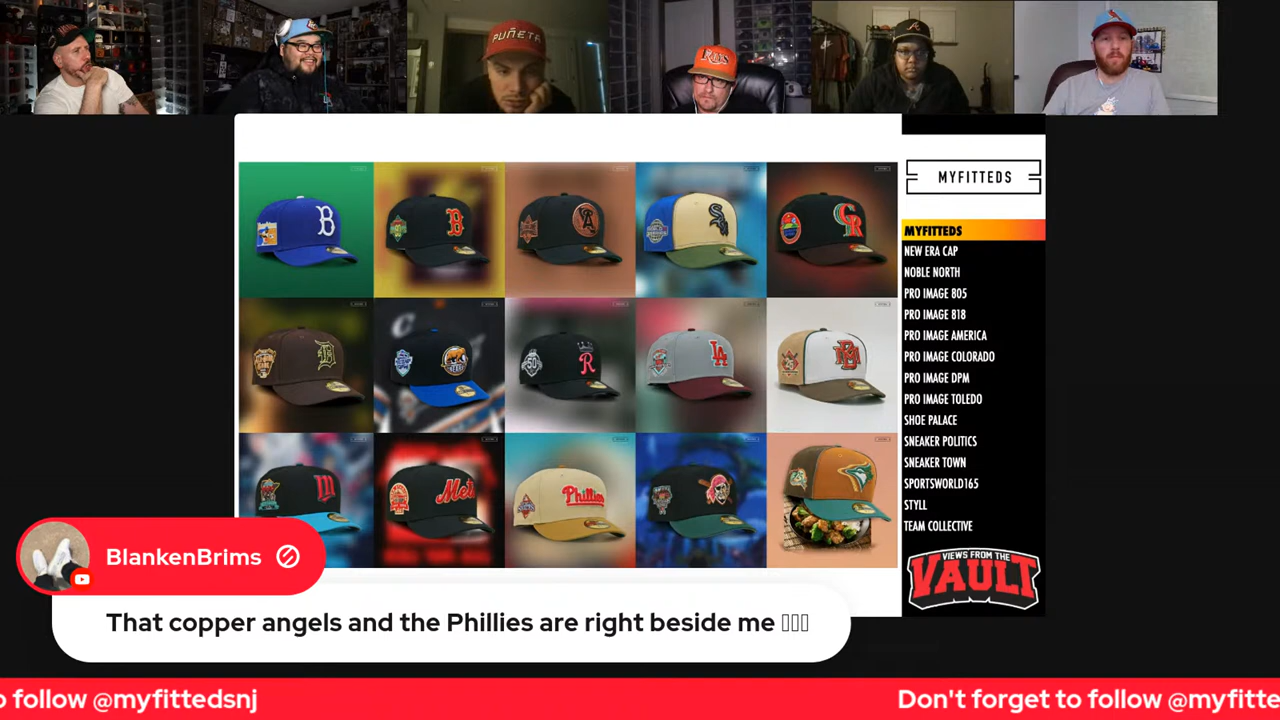 PUÑETA
MYFITTEDS
MYFITTEDS
NEW ERA CAP
NOBLE NORTH
PRO IMAGE 805
PRO IMAGE 818
PRO IMAGE AMERICA
PRO IMAGE COLORADO
PRO IMAGE DPM
PRO IMAGE TOLEDO
SHOE PALACE
SNEAKER POLITICS
SNEAKER TOWN
SPORTSWORLD165
STYLL
TEAM COLLECTIVE
VIEWS FROM THE
VAULT
B
B
A
SOX
CR
D
R
LA
M
Mets
Phillies
BlankenBrims
That copper angels and the Phillies are right beside me
o follow @myfittedsnj
Don't forget to follow @myfitte